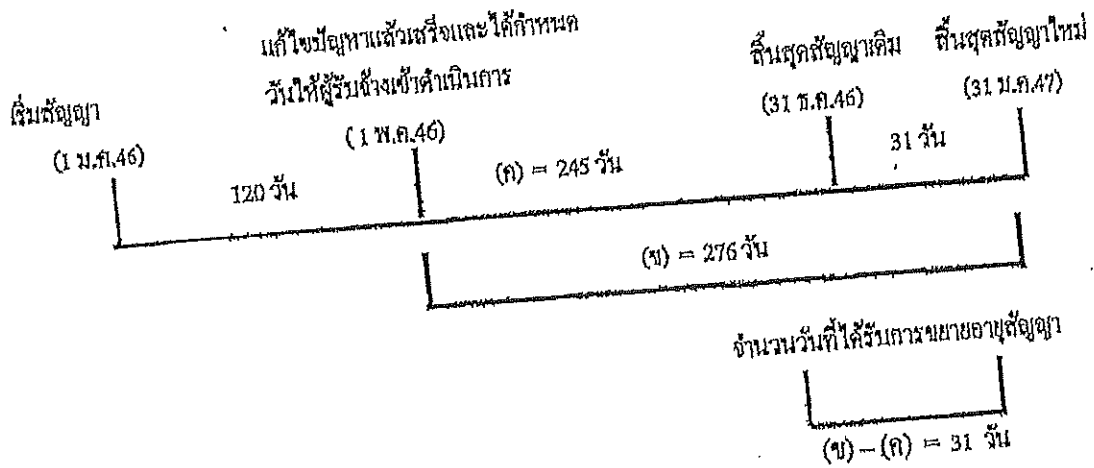 แก้ไขปัญหาแล้วเสร็จและได้กำหนด
วันให้ผู้รับจ้างเข้าดำเนินการ
(1 พ.ค.46)
สิ้นสุดสัญญาเดิม
(31 ธ.ค.46)
สิ้นสุดสัญญาใหม่
(31 ม.ค.47)
เริ่มสัญญา
(1 ม.ค.46)
120 วัน
(ค) = 245 วัน
31 วัน
(ข) = 276 วัน
จำนวนวันที่ได้รับการขยายอายุสัญญา
(ข) – (ค) = 31 วัน